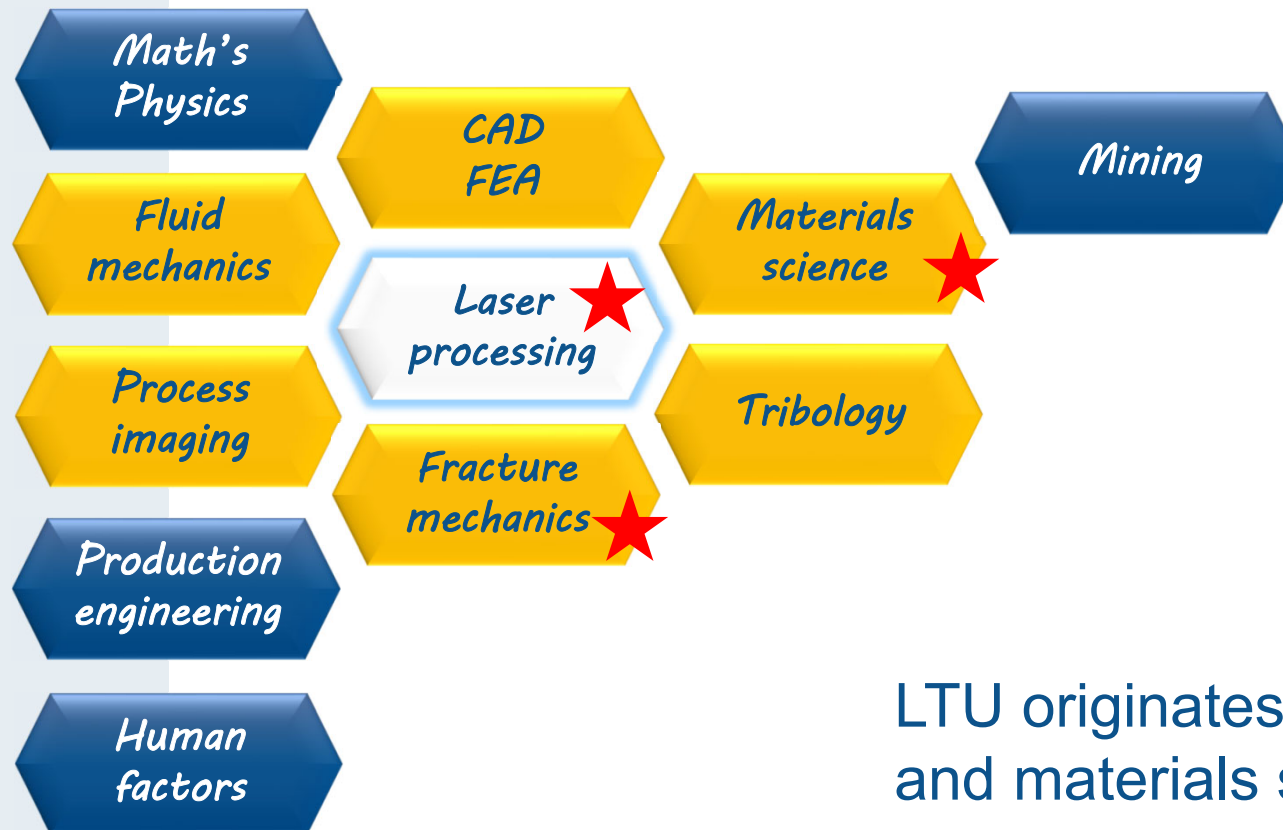 Math's
Physics
CAD
FEA
Mining
Fluid
mechanics
Materials
science
Laser
processing
Process
imaging
Tribology
Fracture
mechanics
Production
engineering
Human
factors
LTU originates
and materials